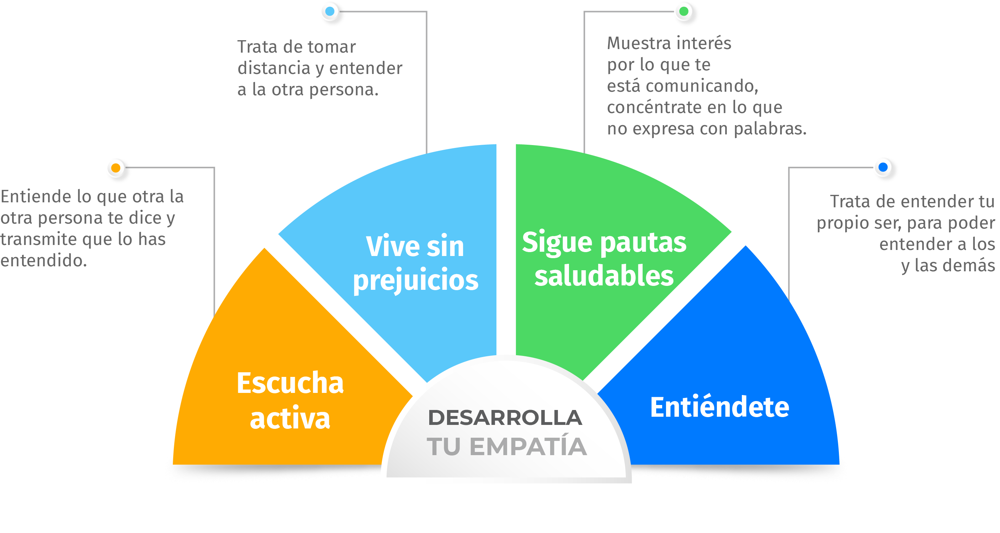 Trata de tomar
distancia y entender
a la otra persona.
Muestra interés
por lo que te
está comunicando,
concéntrate en lo que
no expresa con palabras.
Entiende lo que otra la
otra persona te dice y
transmite que lo has
entendido.
Trata de entender tu
propio ser, para poder
entender a los
y las demás
Escucha
activa
Vive sin
prejuicios
Sigue pautas
saludables
Entiéndete
DESARROLLA
TU EMPATÍA